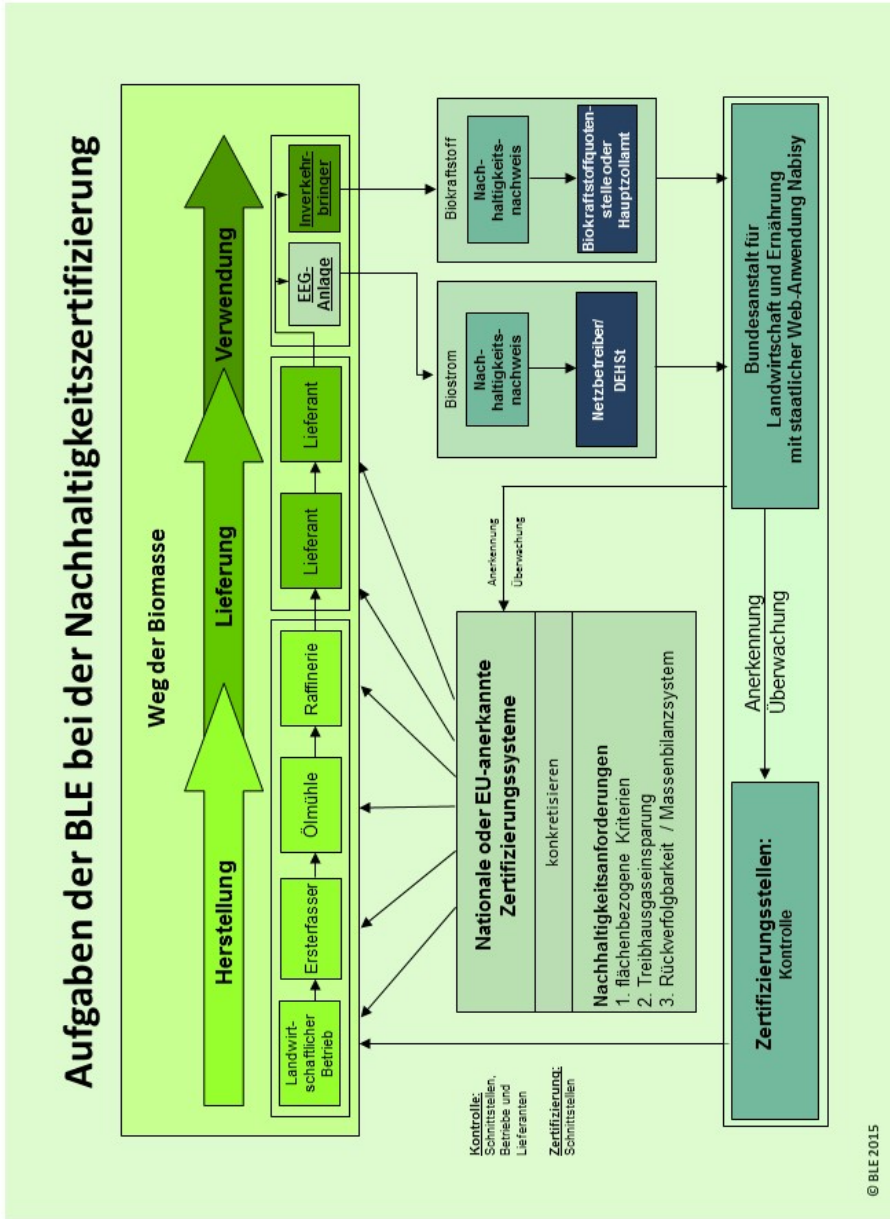 Aufgaben der BLE bei der Nachhaltigkeitszertifizierung
Weg der Biomasse
Herstellung
Lieferung
Verwendung
Landwirt-
schaftlicher
Betrieb
Ersterfasser
Ölmühle
Raffinerie
Lieferant
Lieferant
EEG-
Anlage
Inverkehr-
bringer
Kontrolle:
Schnittstellen,
Betriebe und
Lieferanten
Zertifizierung:
Schnittstellen
Nationale oder EU-anerkannte
Zertifizierungssysteme
konkretisieren
Nachhaltigkeitsanforderungen
1. flächenbezogene Kriterien
2. Treibhausgaseinsparung
3. Rückverfolgbarkeit / Massenbilanzsystem
Anerkennung
Überwachung
Biostrom
Nach-
haltigkeits-
nachweis
Netzbetreiber/
DEHSt
Biokraftstoff
Nach-
haltigkeits-
nachweis
Biokraftstoffquoten-
stelle oder
Hauptzollamt
Zertifizierungsstellen:
Kontrolle
Anerkennung
Überwachung
Bundesanstalt für
Landwirtschaft und Ernährung
mit staatlicher Web-Anwendung Nabisy
© BLE 2015